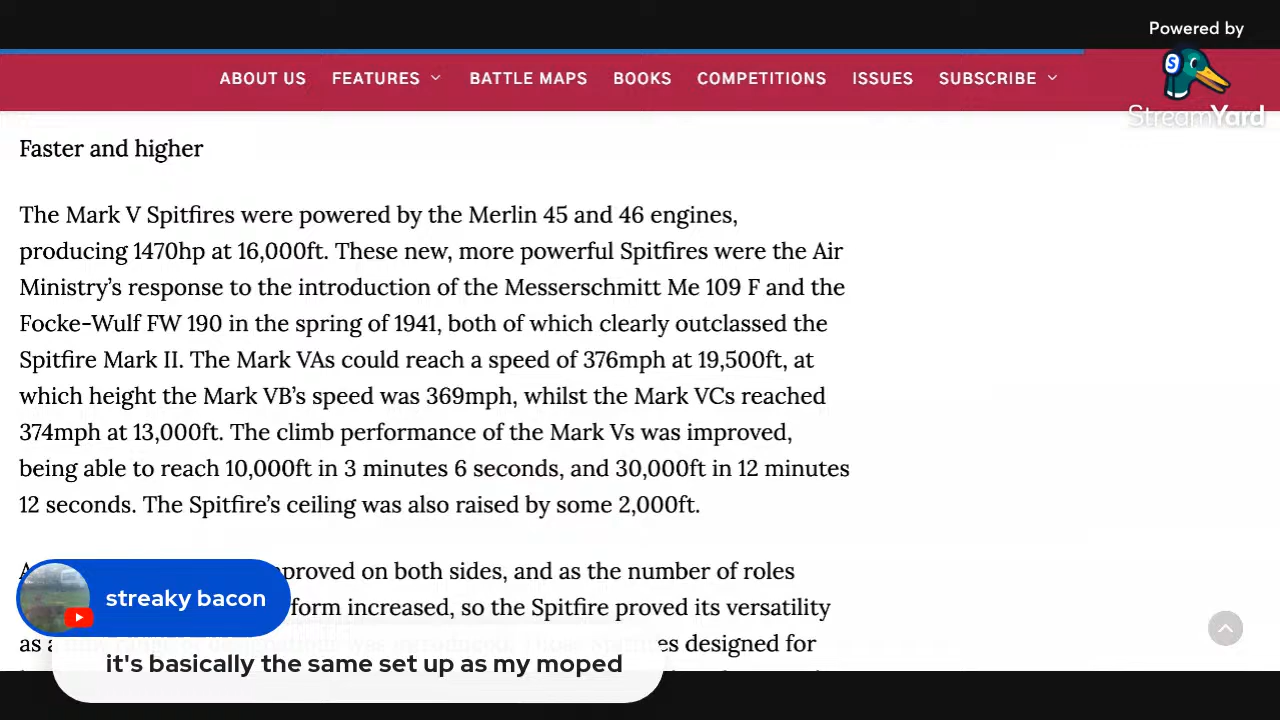 Powered by
StreamYard
ABOUT US FEATURES BATTLE MAPS BOOKS COMPETITIONS ISSUES SUBSCRIBE
Faster and higher
The Mark V Spitfires were powered by the Merlin 45 and 46 engines,
producing 1470hp at 16,000ft. These new, more powerful Spitfires were the Air
Ministry’s response to the introduction of the Messerschmitt Me 109 F and the
Focke-Wulf FW 190 in the spring of 1941, both of which clearly outclassed the
Spitfire Mark II. The Mark VAs could reach a speed of 376mph at 19,500ft, at
which height the Mark VB’s speed was 369mph, whilst the Mark VCs reached
374mph at 13,000ft. The climb performance of the Mark Vs was improved,
being able to reach 10,000ft in 3 minutes 6 seconds, and 30,000ft in 12 minutes
12 seconds. The Spitfire’s ceiling was also raised by some 2,000ft.
on both sides, and as the number of roles
increased, so the Spitfire proved its versatility
as designed for
streaky bacon
it's basically the same set up as my moped